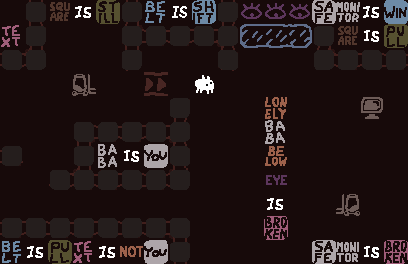 SQUARE IS STILL BELT IS SHIFT SAFE MONITOR IS WIN
TEXT SQUARE IS PULL
LONELY
BABA
BABA IS YOU BELOW
EYE
IS
BROKEN
BELT IS PULL TEXT IS NOT YOU SAFE MONITOR IS BROKEN